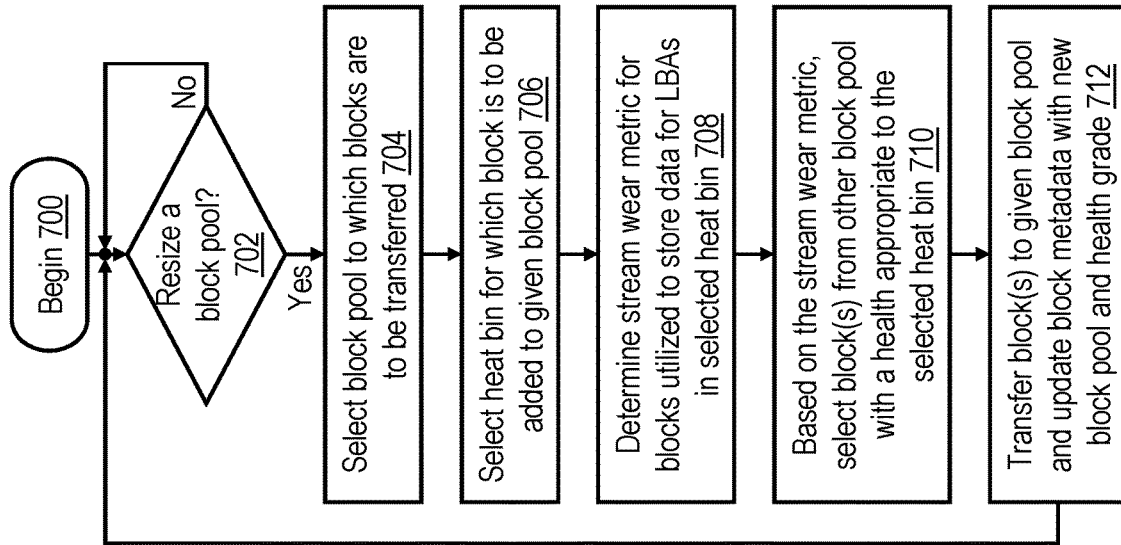 Begin 700
Resize a
block pool?
702
No
Yes
Select block pool to which blocks are
to be transferred 704
Select heat bin for which block is to be
added to given block pool 706
Determine stream wear metric for
blocks utilized to store data for LBAs
in selected heat bin 708
Based on the stream wear metric,
select block(s) from other block pool
with a health appropriate to the
selected heat bin 710
Transfer block(s) to given block pool
and update block metadata with new
block pool and health grade 712